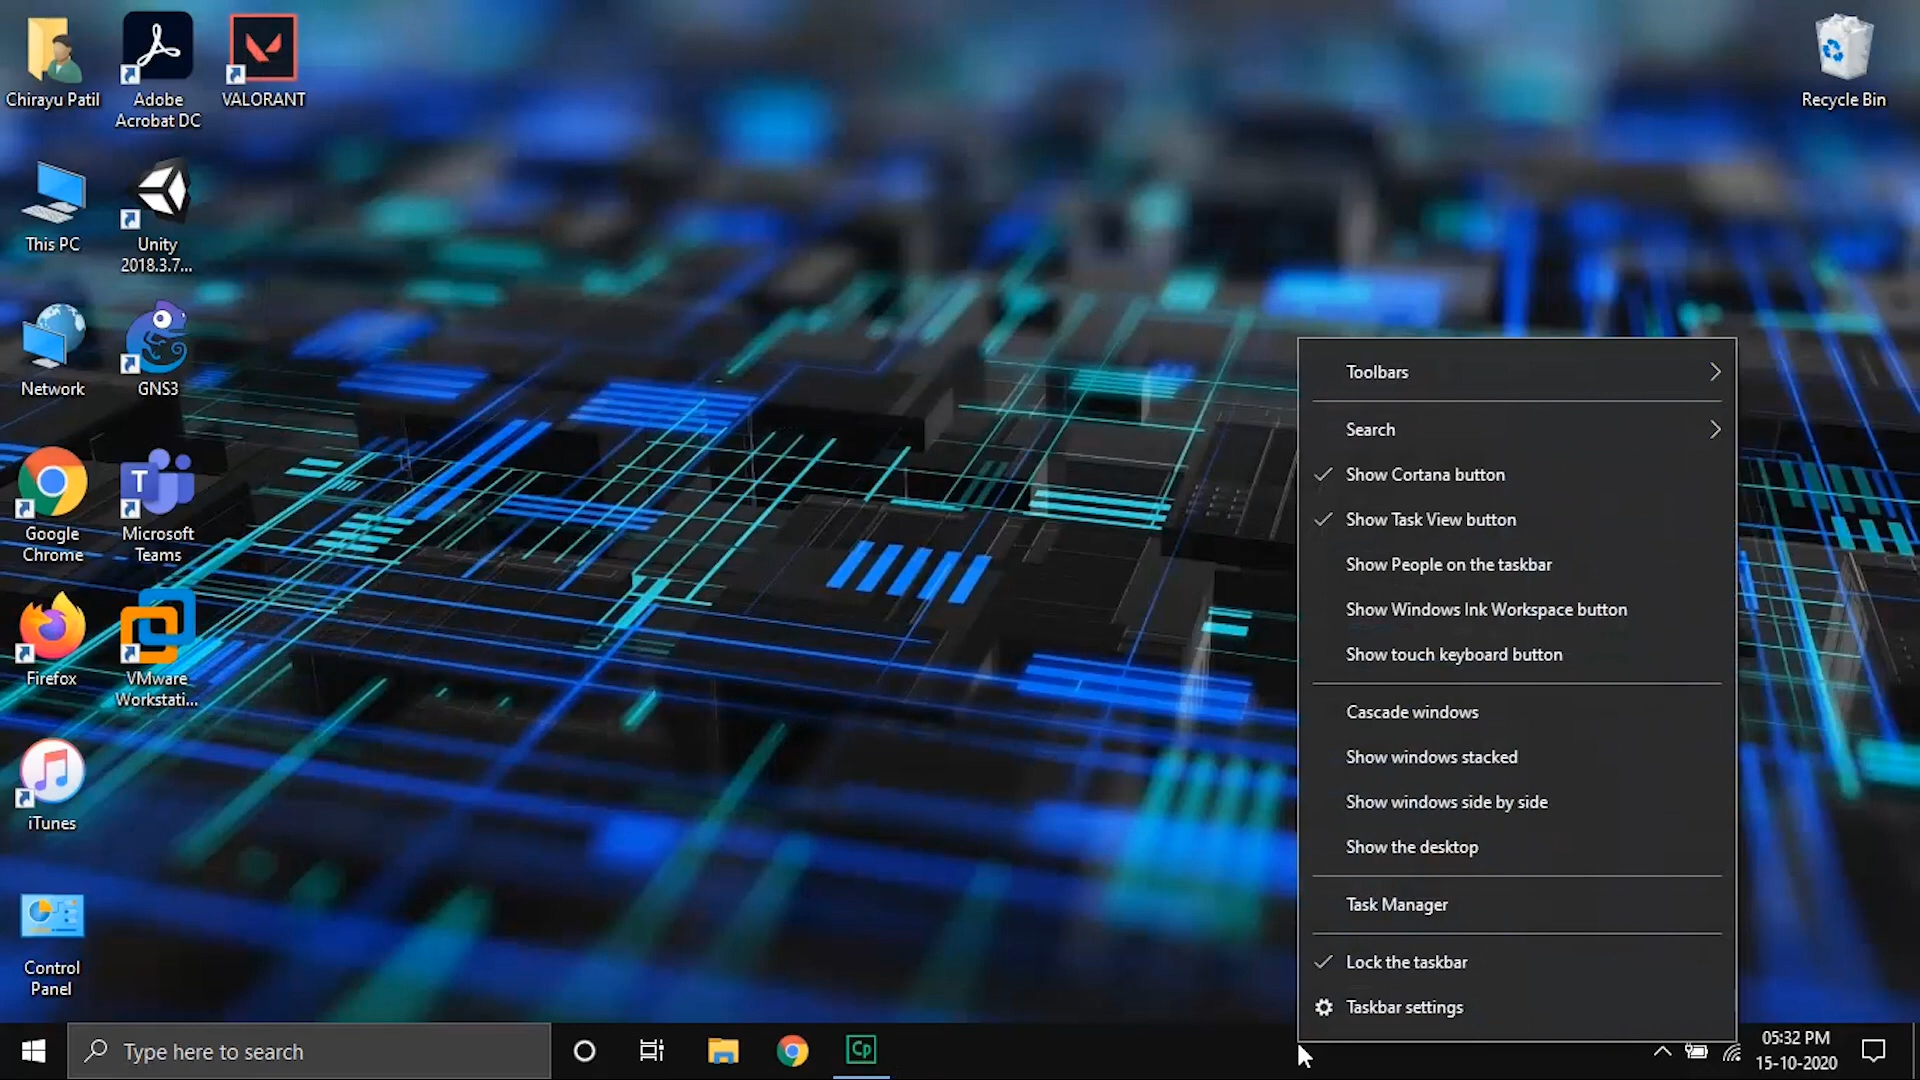 Chirayu Patil
Adobe
Acrobat DC
VALORANT
Recycle Bin
This PC
Unity
2018.3.7...
Network
GNS3
Google
Chrome
T
Microsoft
Teams
Firefox
VMware
Workstati...
iTunes
Control
Panel
Toolbars
Search
Show Cortana button
Show Task View button
Show People on the taskbar
Show Windows Ink Workspace button
Show touch keyboard button
Cascade windows
Show windows stacked
Show windows side by side
Show the desktop
Task Manager
Lock the taskbar
Taskbar settings
Type here to search
Cp
05:32 PM
15-10-2020